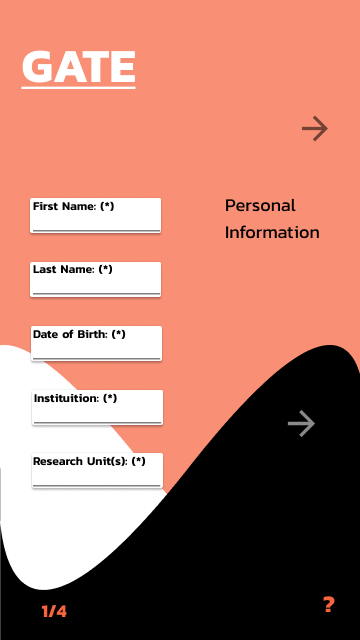 GATE
First Name: (*)
Personal
Information
Last Name: (*)
Date of Birth: (*)
Instituition: (*)
Research Unit(s): (*)
1/4
?